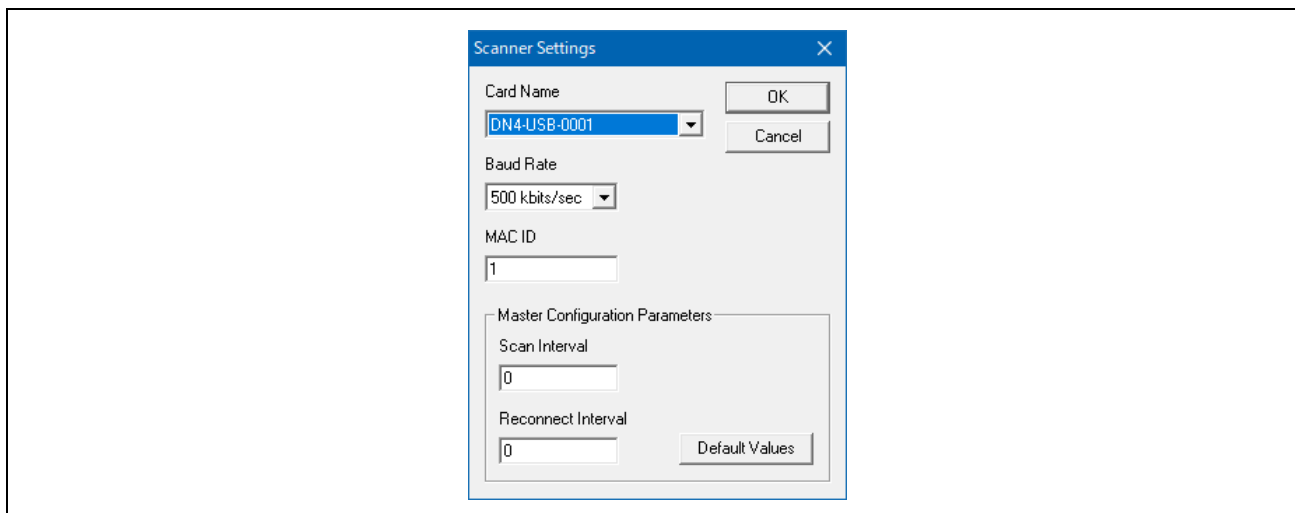 Scanner Settings
Card Name
OK
DN4-USB-0001
Cancel
Baud Rate
500 kbits/sec
MAC ID
1
Master Configuration Parameters
Scan Interval
0
Reconnect Interval
0
Default Values